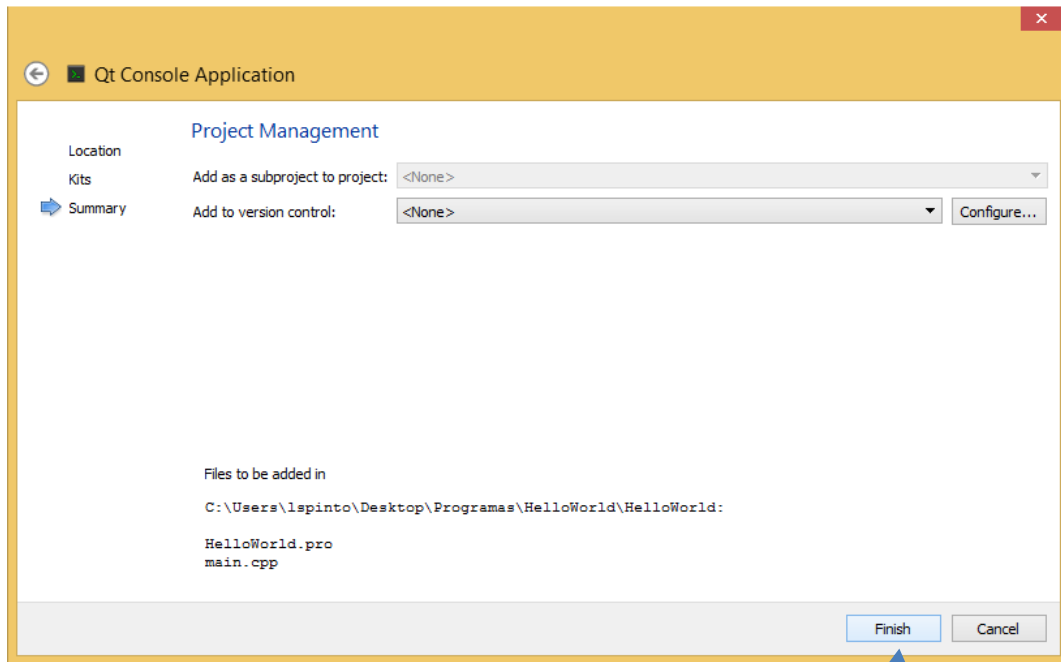 Qt Console Application
Location
Kits
Summary
Project Management
Add as a subproject to project: <None>
Add to version control: <None> Configure...
Files to be added in
C:\Users\lspinto\Desktop\Programas\HelloWorld\HelloWorld:
HelloWorld.pro
main.cpp
Finish Cancel